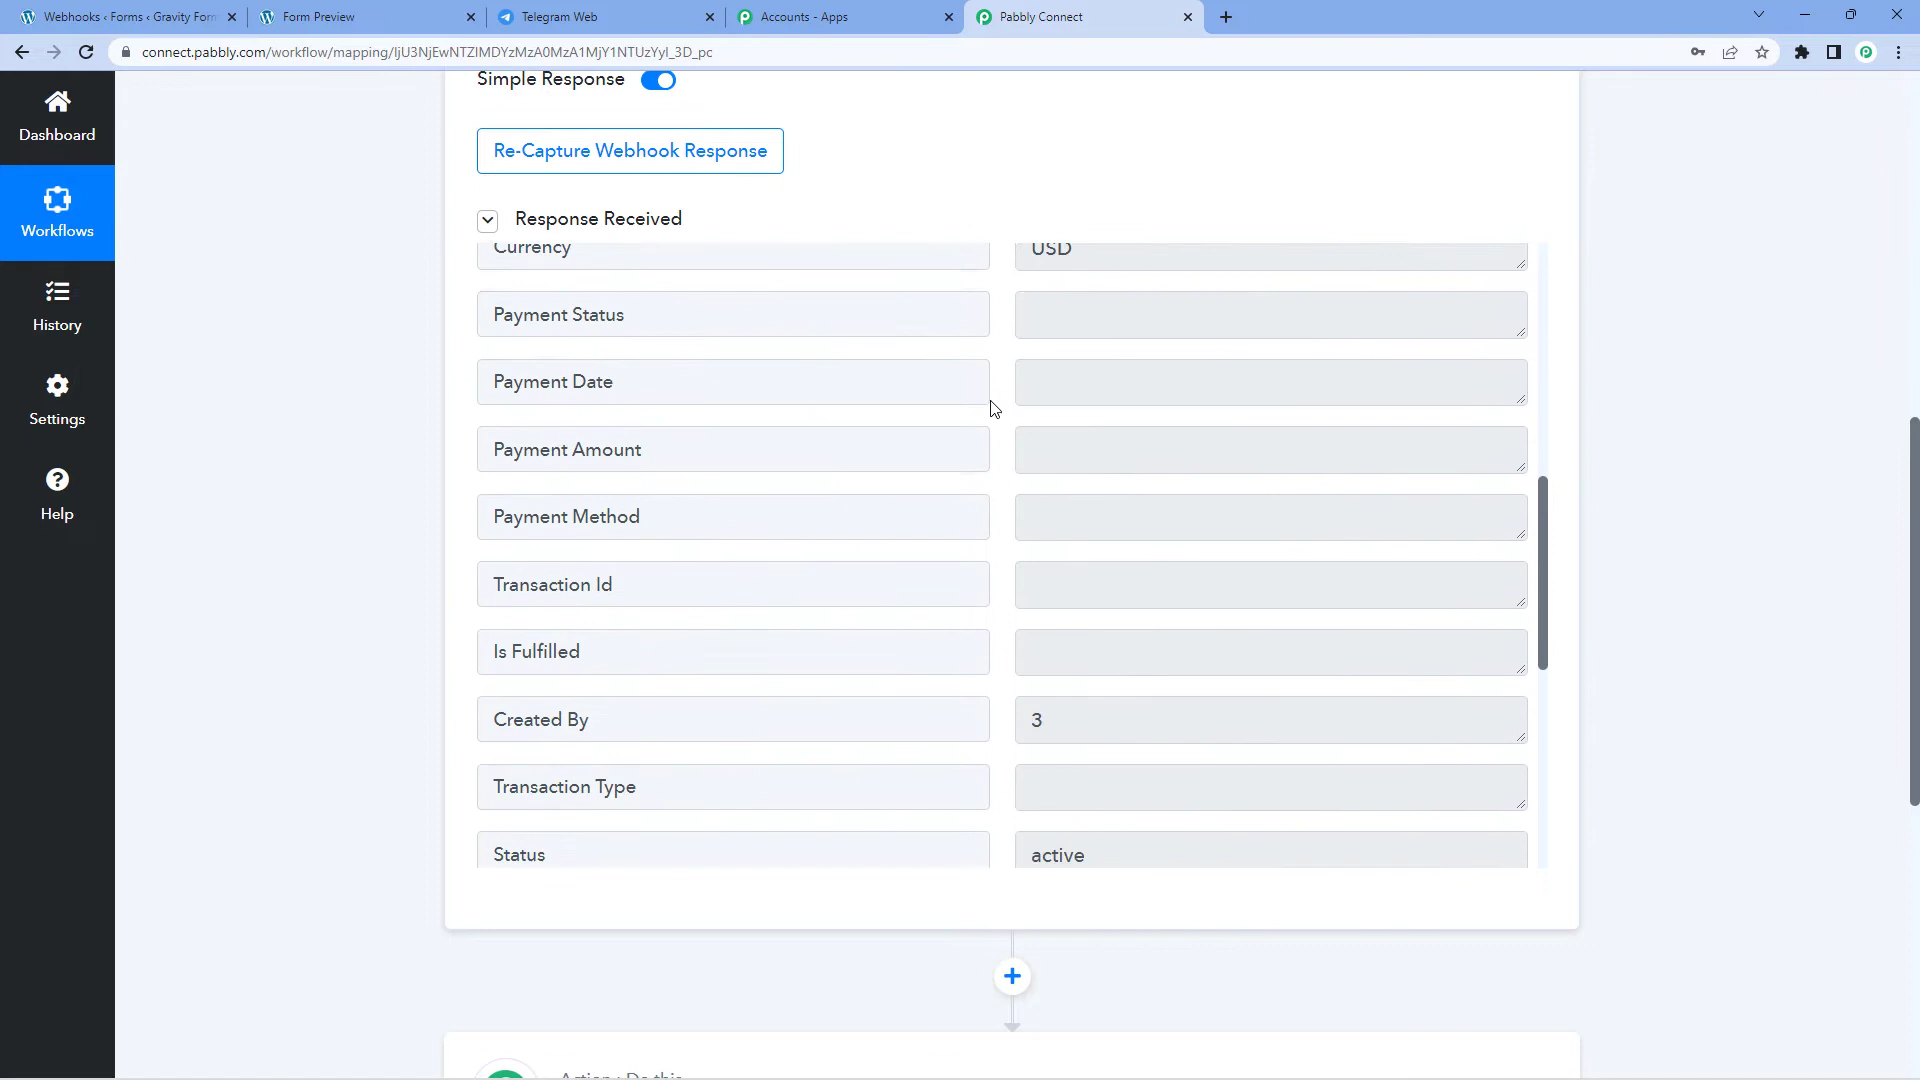 Webhooks ‹ Forms ‹ Gravity For
Form Preview
Telegram Web
Accounts - Apps
Pabbly Connect
connect.pabbly.com/workflow/mapping/IjU3NjEwNTZlMDYzMzA0MzA1MjY1NTUzYyI_3D_pc
Dashboard
Workflows
History
Settings
Help
Simple Response
Re-Capture Webhook Response
Response Received
Currency USD
Payment Status
Payment Date
Payment Amount
Payment Method
Transaction Id
Is Fulfilled
Created By 3
Transaction Type
Status active
Action : Do this